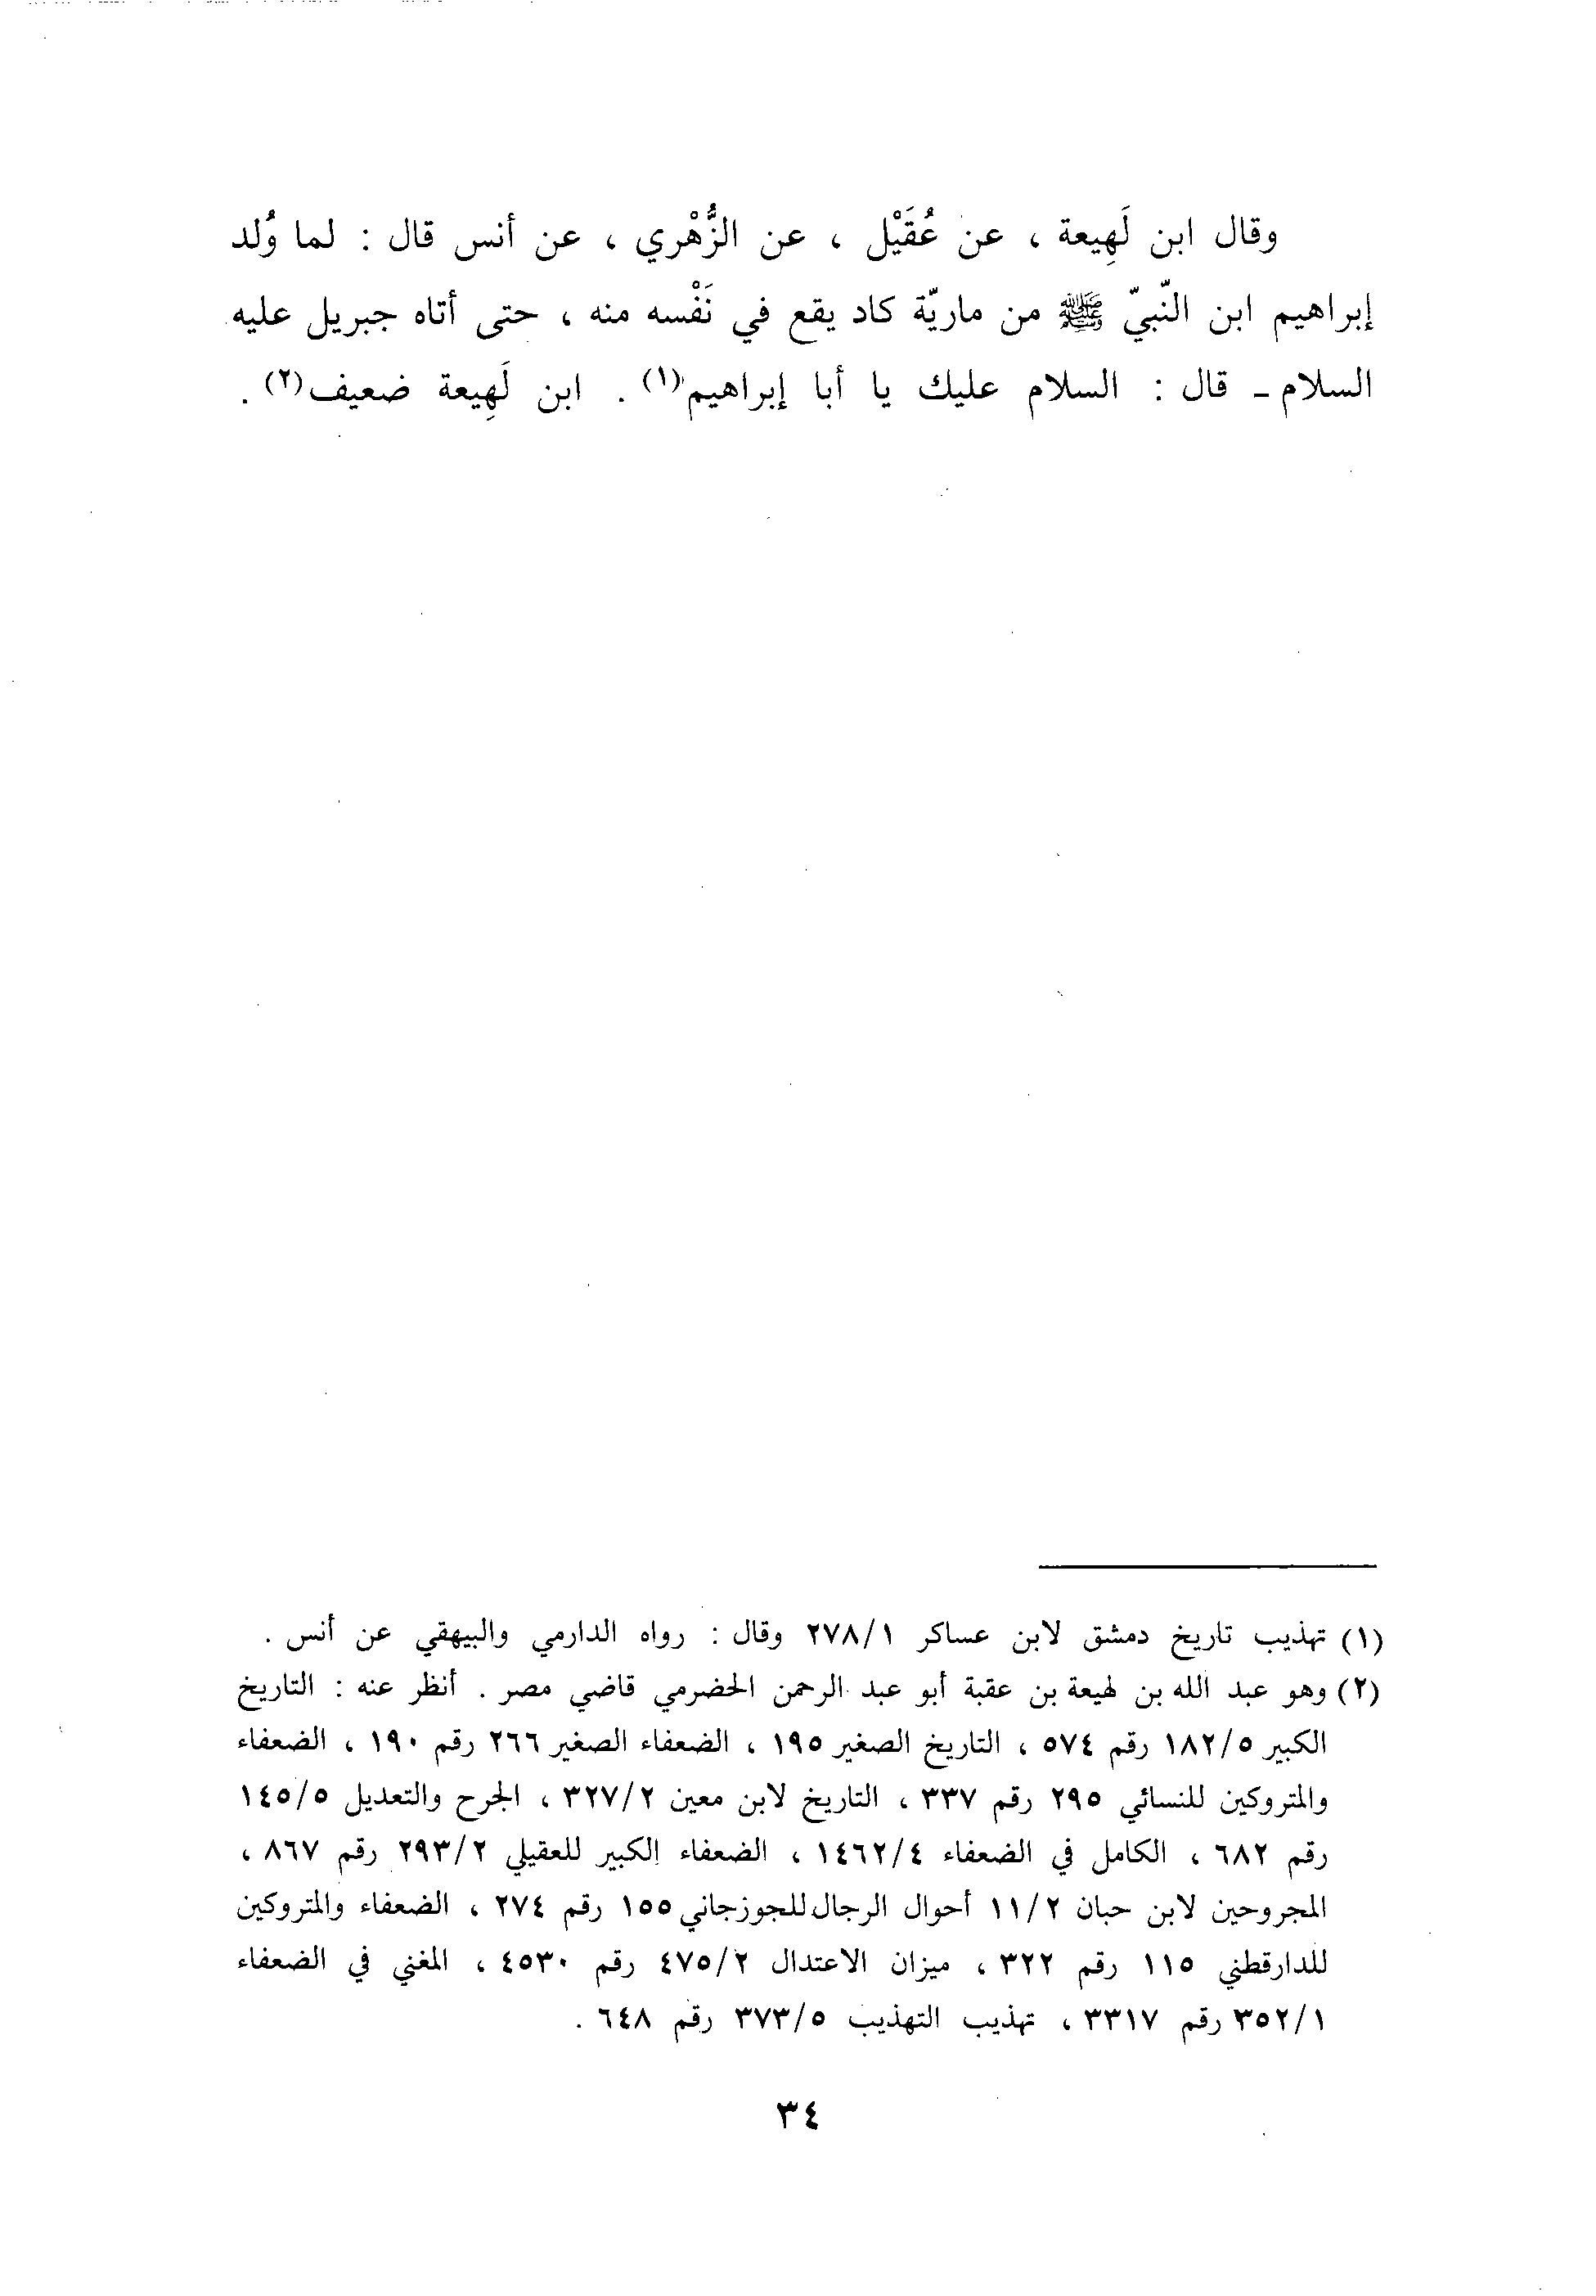 وقال ابن لَهِيعة ، عن عُقَيْل ، عن الزُّهْري ، عن أنس قال : لما وُلد
إبراهيم ابن النّبيّ ﷺ من ماريّة كاد يقع في نَفْسه منه ، حتى أتاه جبريل عليه
السلام ـ قال : السلام عليك يا أبا إبراهيم(١) . ابن لَهِيعة ضعيف(٢) .
(١) تهذيب تاريخ دمشق لابن عساكر ٢٧٨/١ وقال : رواه الدارمي والبيهقي عن أنس .
(٢) وهو عبد الله بن لهيعة بن عقبة أبو عبد الرحمن الحضرمي قاضي مصر . أنظر عنه : التاريخ
الكبير ١٨٢/٥ رقم ٥٧٤ ، التاريخ الصغير ١٩٥ ، الضعفاء الصغير ٢٦٦ رقم ١٩٠ ، الضعفاء
والمتروكين للنسائي ٢٩٥ رقم ٣٣٧ ، التاريخ لابن معين ٣٢٧/٢ ، الجرح والتعديل ١٤٥/٥
رقم ٦٨٢ ، الكامل في الضعفاء ١٤٦٢/٤ ، الضعفاء الكبير للعقيلي ٢٩٣/٢ رقم ٨٦٧ ،
المجروحين لابن حبان ١١/٢ أحوال الرجال للجوزجاني ١٥٥ رقم ٢٧٤ ، الضعفاء والمتروكين
للدارقطني ١١٥ رقم ٣٢٢ ، ميزان الاعتدال ٤٧٥/٢ رقم ٤٥٣٠ ، المغني في الضعفاء
٣٥٢/١ رقم ٣٣١٧ ، تهذيب التهذيب ٣٧٣/٥ رقم ٦٤٨ .
٣٤